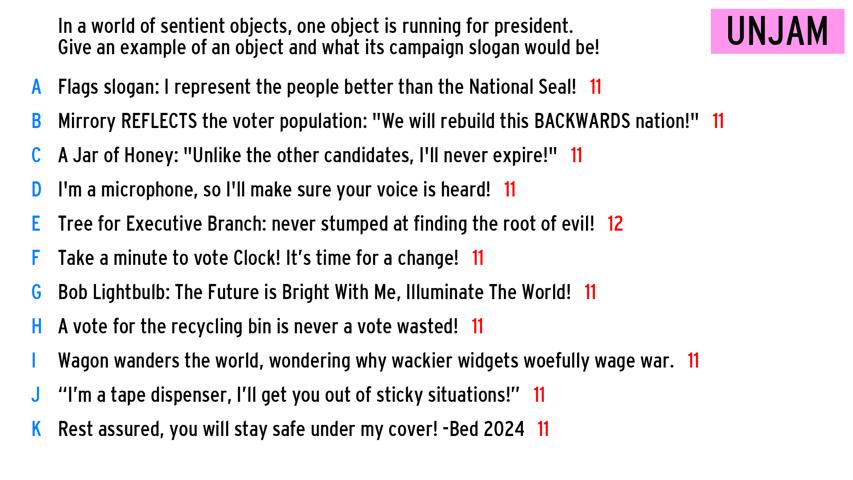 In a world of sentient objects, one object is running for president.
Give an example of an object and what its campaign slogan would be!
UNJAM
A Flags slogan: I represent the people better than the National Seal! 11
B Mirrory REFLECTS the voter population: "We will rebuild this BACKWARDS nation!" 11
C A Jar of Honey: "Unlike the other candidates, I'll never expire!" 11
D I'm a microphone, so I'll make sure your voice is heard! 11
E Tree for Executive Branch: never stumped at finding the root of evil! 12
F Take a minute to vote Clock! It’s time for a change! 11
G Bob Lightbulb: The Future is Bright With Me, Illuminate The World! 11
H A vote for the recycling bin is never a vote wasted! 11
I Wagon wanders the world, wondering why wackier widgets woefully wage war. 11
J “I’m a tape dispenser, I’ll get you out of sticky situations!” 11
K Rest assured, you will stay safe under my cover! -Bed 2024 11